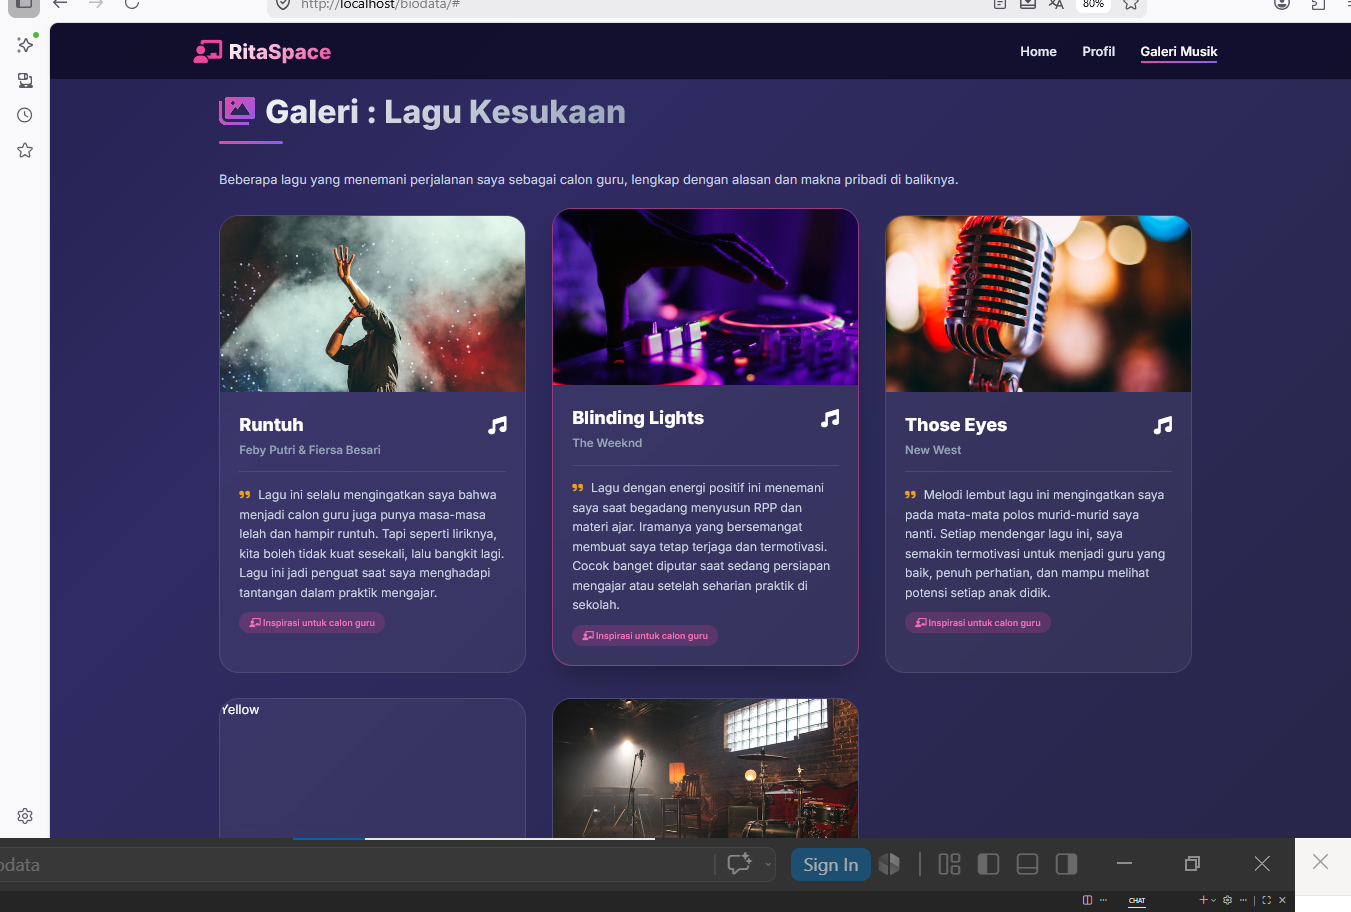 http://localhost/biodata/#
80%
RitaSpace
Home Profil Galeri Musik
Galeri : Lagu Kesukaan
Beberapa lagu yang menemani perjalanan saya sebagai calon guru, lengkap dengan alasan dan makna pribadi di baliknya.
Runtuh
Feby Putri & Fiersa Besari
Lagu ini selalu mengingatkan saya bahwa
menjadi calon guru juga punya masa-masa
lelah dan hampir runtuh. Tapi seperti liriknya,
kita boleh tidak kuat sesekali, lalu bangkit lagi.
Lagu ini jadi penguat saat saya menghadapi
tantangan dalam praktik mengajar.
Inspirasi untuk calon guru
Blinding Lights
The Weeknd
Lagu dengan energi positif ini menemani
saya saat begadang menyusun RPP dan
materi ajar. Iramanya yang bersemangat
membuat saya tetap terjaga dan termotivasi.
Cocok banget diputar saat sedang persiapan
mengajar atau setelah seharian praktik di
sekolah.
Inspirasi untuk calon guru
Those Eyes
New West
Melodi lembut lagu ini mengingatkan saya
pada mata-mata polos murid-murid saya
nanti. Setiap mendengar lagu ini, saya
semakin termotivasi untuk menjadi guru yang
baik, penuh perhatian, dan mampu melihat
potensi setiap anak didik.
Inspirasi untuk calon guru
Yellow
odata
Sign In
CHAT